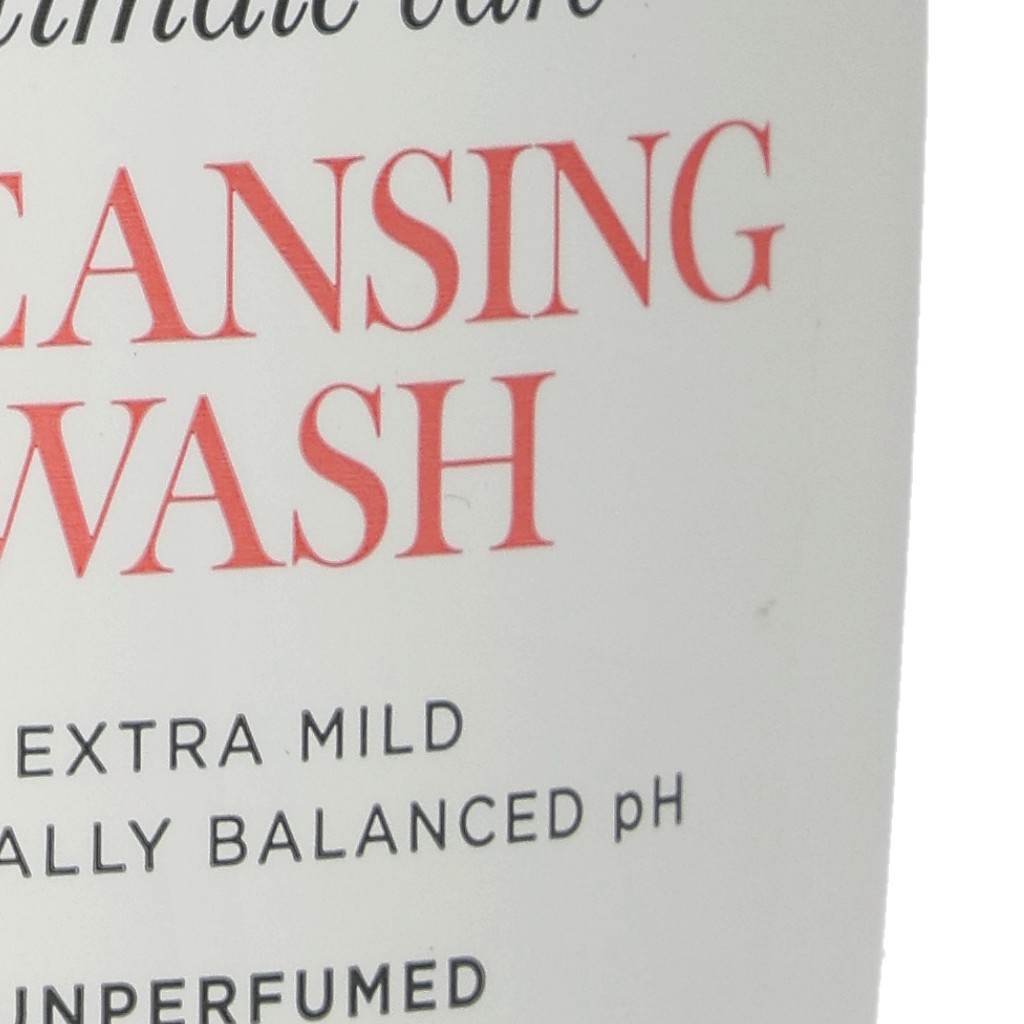 EANSING
WASH
EXTRA MILD
ALLY BALANCED pH
UNPERFUMED